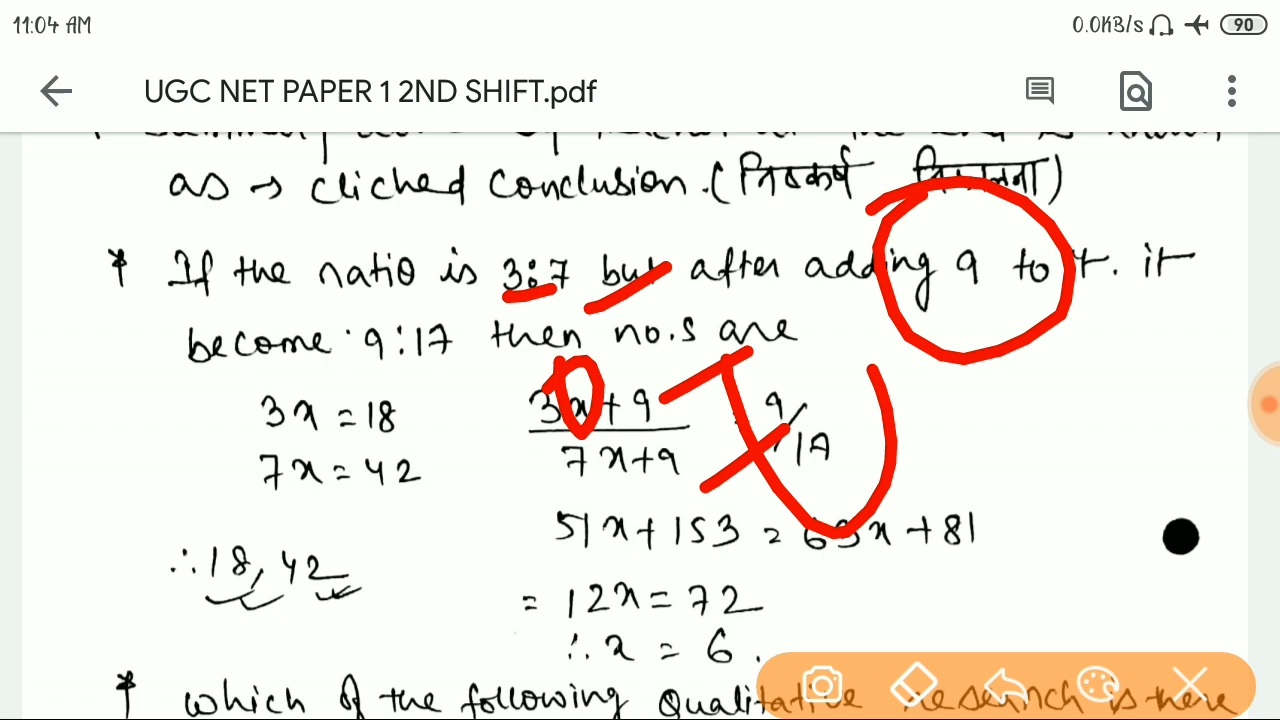 11:04 AM
0.0KB/s
90
UGC NET PAPER 1 2ND SHIFT.pdf
as → cliched conclusion. (निष्कर्ष
* If the ratio is 3:7 but after adding 9 to it. it
become 9:17 then no.s are
3x = 18
7x = 42
3x + 9
7x + 9
= 9/17
51x + 153 = 63x + 81
∴ 18, 42
= 12x = 72
∴ x = 6.
* which of the following Qualitative Research is there